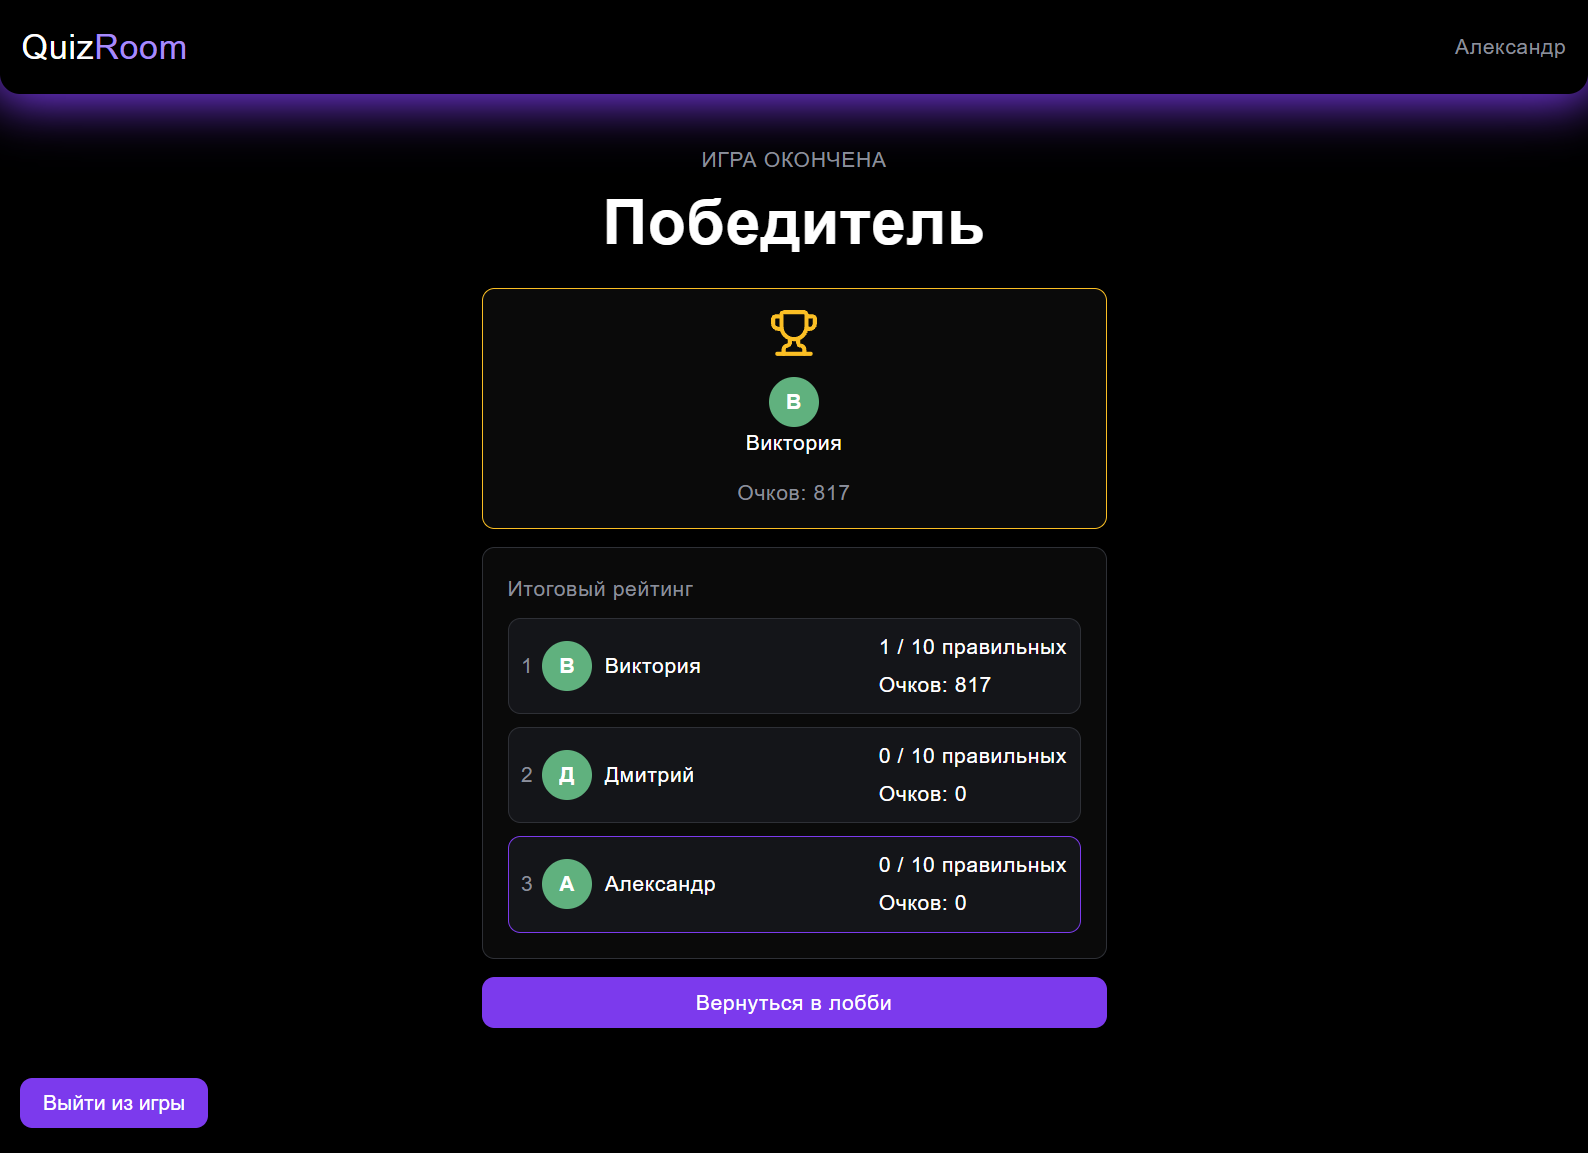 QuizRoom
Александр
ИГРА ОКОНЧЕНА
Победитель
В
Виктория
Очков: 817
Итоговый рейтинг
1 В Виктория
1 / 10 правильных
Очков: 817
2 Д Дмитрий
0 / 10 правильных
Очков: 0
3 А Александр
0 / 10 правильных
Очков: 0
Вернуться в лобби
Выйти из игры